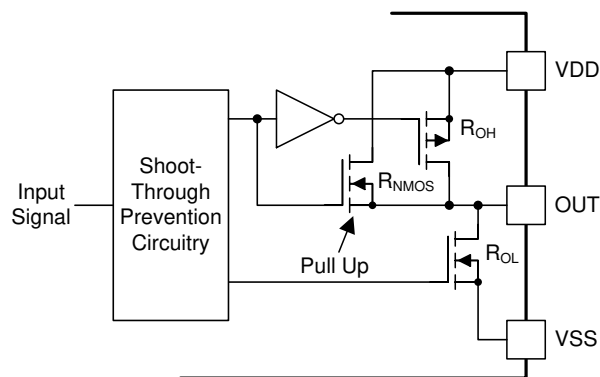 VDD
R_OH
Shoot-
Through
Prevention
Circuitry
Input
Signal
R_NMOS
OUT
Pull Up
R_OL
VSS